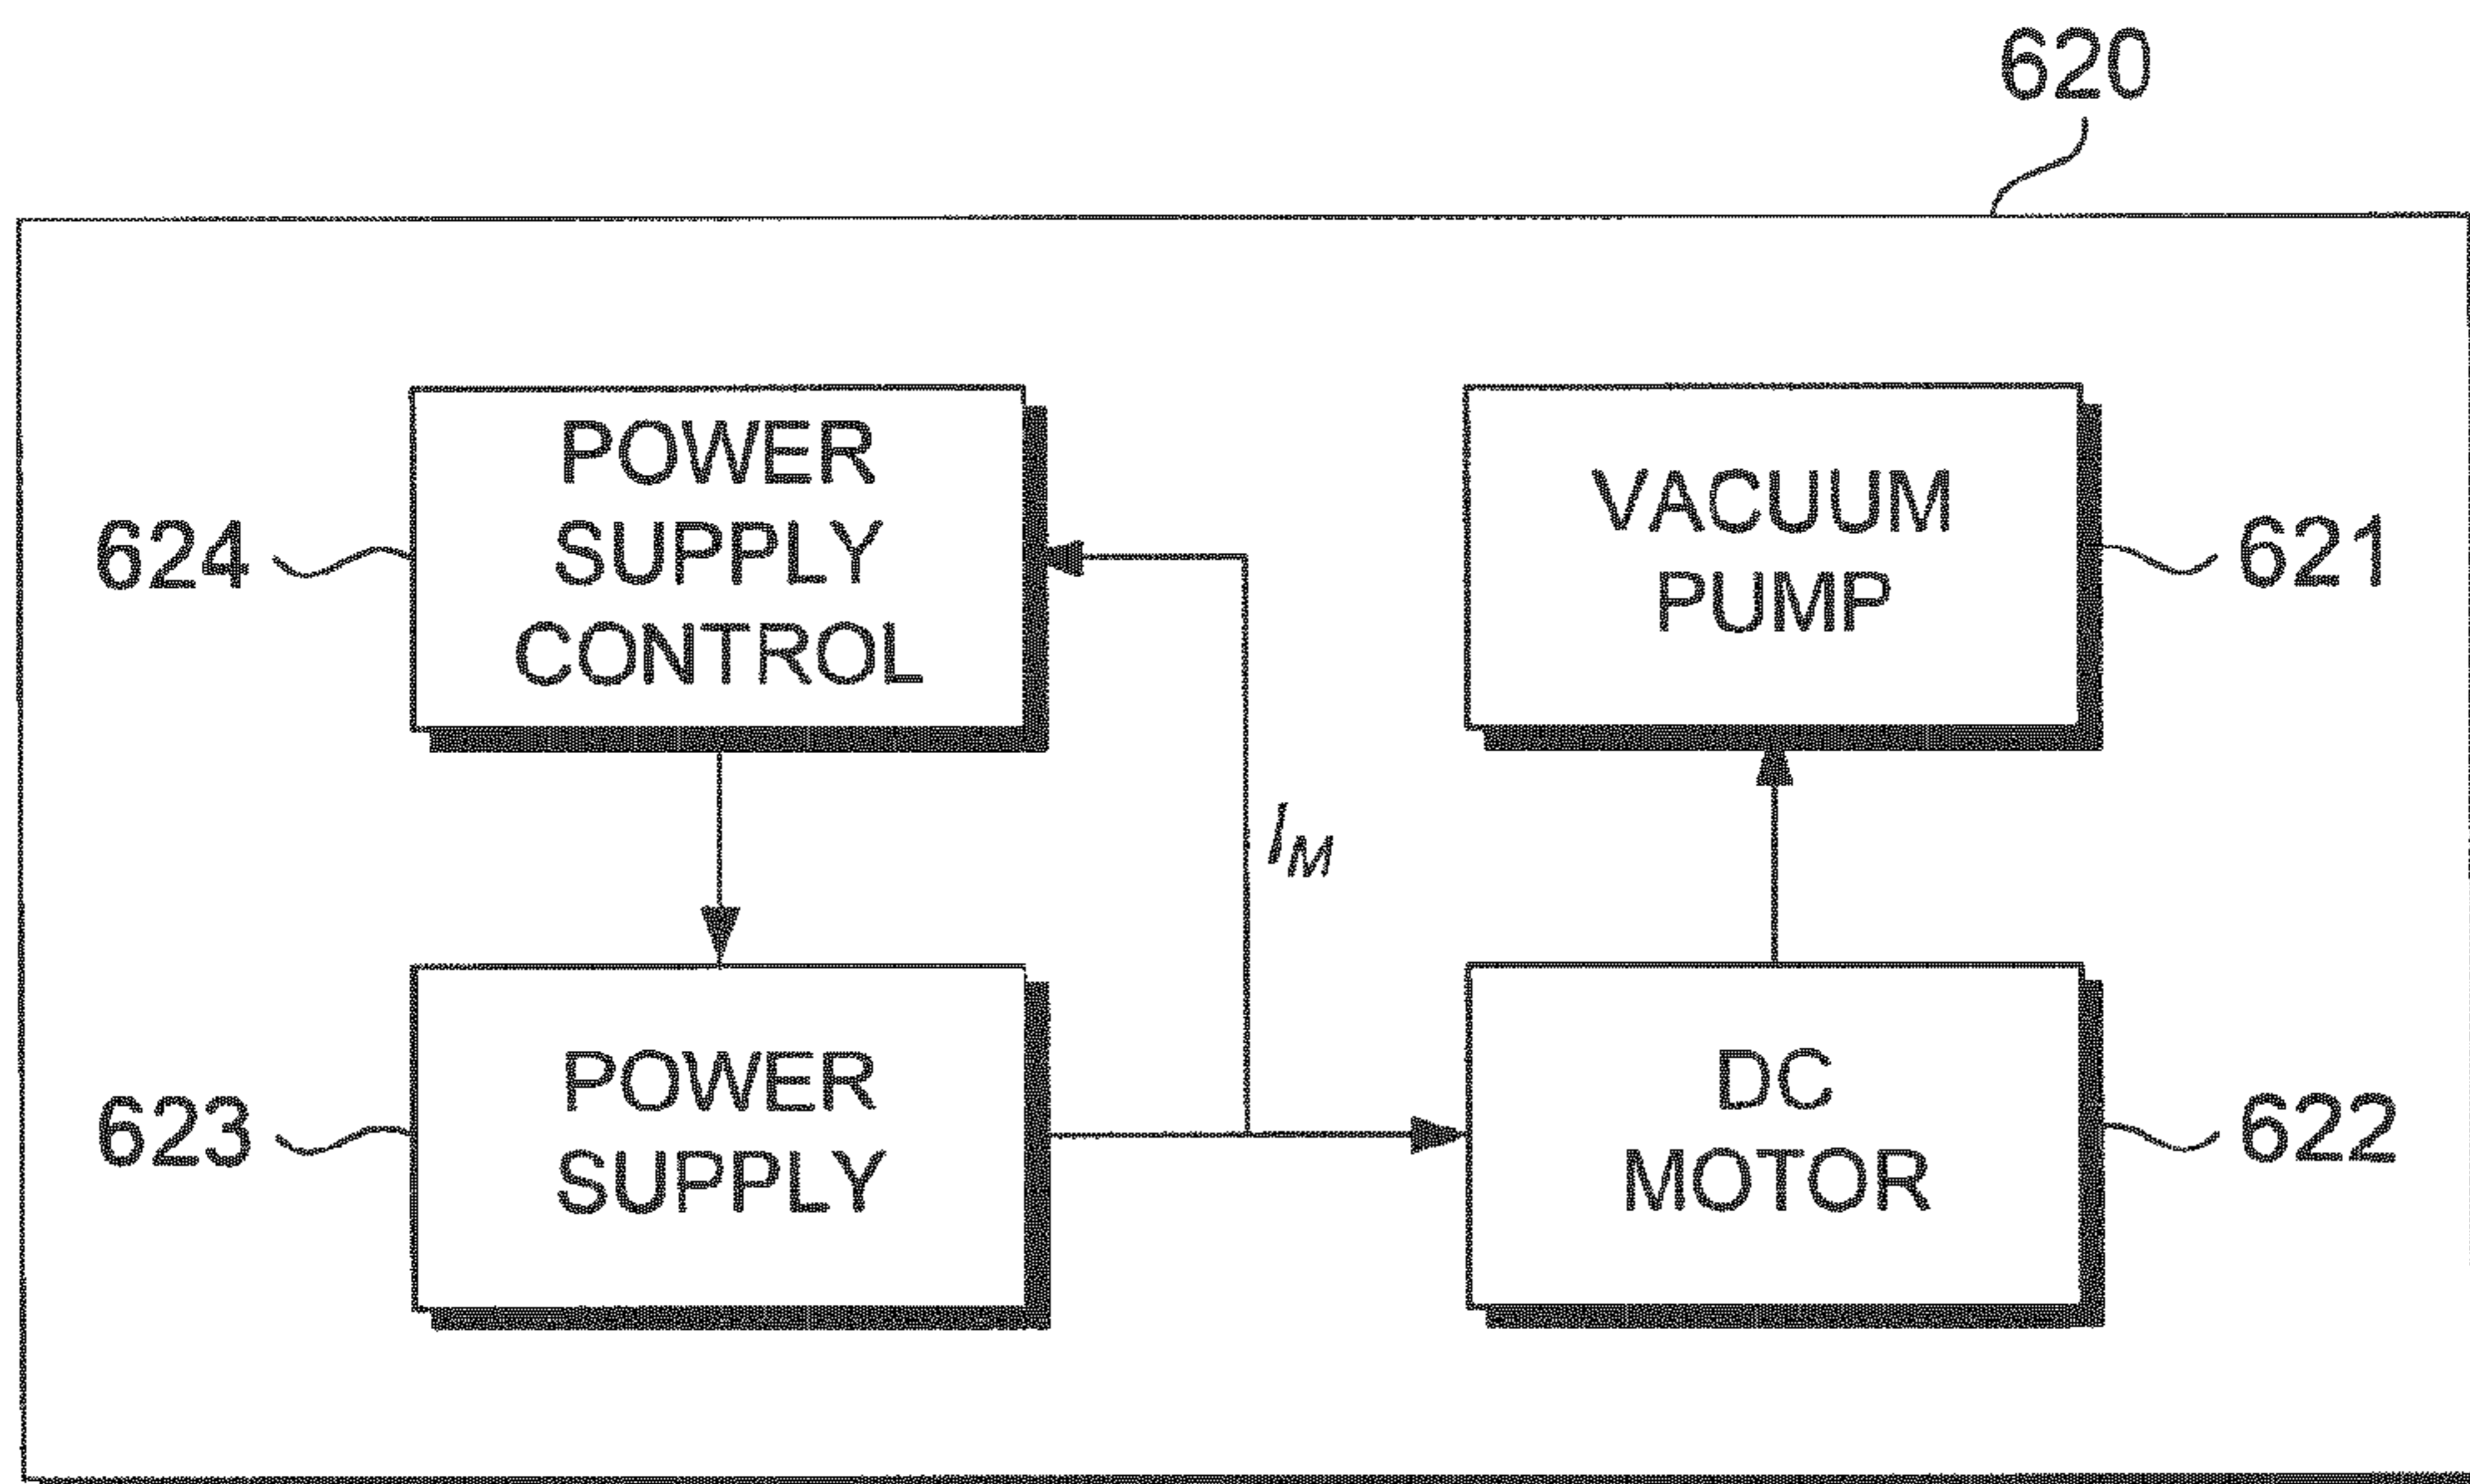 620
POWER
SUPPLY
CONTROL
624
VACUUM
PUMP
621
I_M
POWER
SUPPLY
623
DC
MOTOR
622